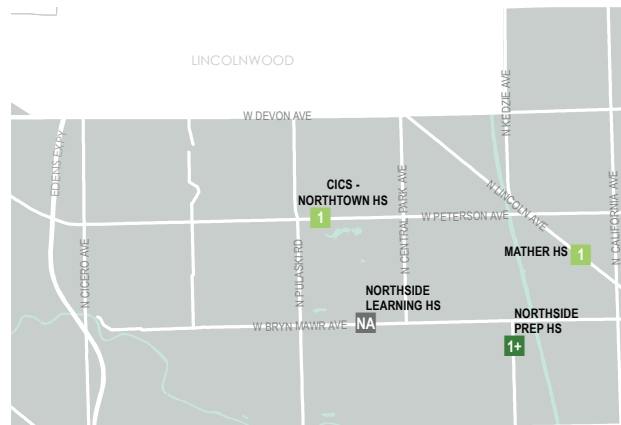 LINCOLNWOOD
W DEVON AVE
N KEDZIE AVE
EDENS EXPY
CICS -
NORTHTOWN HS
1
N LINCOLN AVE
W PETERSON AVE
N CENTRAL PARK AVE
N CALIFORNIA AVE
N CICERO AVE
N PULASKI RD
MATHER HS
1
NORTHSIDE
LEARNING HS
NA
W BRYN MAWR AVE
NORTHSIDE
PREP HS
1+